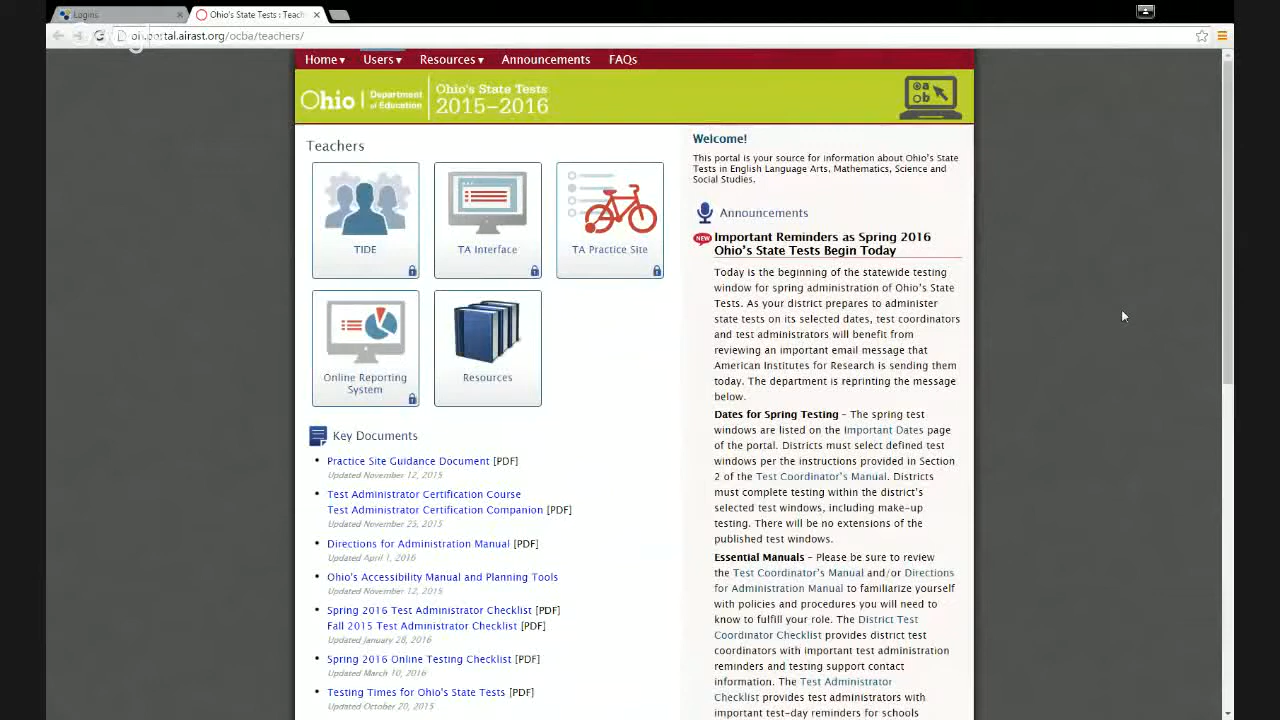 Logins
Ohio's State Tests : Teach
oh.portal.airast.org/ocba/teachers/
Home▾ Users▾ Resources▾ Announcements FAQs
Ohio | Department of Education
Ohio's State Tests
2015–2016
Teachers
TIDE
TA Interface
TA Practice Site
Online Reporting
System
Resources
Key Documents
Practice Site Guidance Document [PDF]
Updated November 12, 2015
Test Administrator Certification Course
Test Administrator Certification Companion [PDF]
Updated November 25, 2015
Directions for Administration Manual [PDF]
Updated April 1, 2016
Ohio's Accessibility Manual and Planning Tools
Updated November 12, 2015
Spring 2016 Test Administrator Checklist [PDF]
Fall 2015 Test Administrator Checklist [PDF]
Updated January 28, 2016
Spring 2016 Online Testing Checklist [PDF]
Updated March 10, 2016
Testing Times for Ohio's State Tests [PDF]
Updated October 20, 2015
Welcome!
This portal is your source for information about Ohio's State
Tests in English Language Arts, Mathematics, Science and
Social Studies.
Announcements
NEW
Important Reminders as Spring 2016
Ohio's State Tests Begin Today
Today is the beginning of the statewide testing
window for spring administration of Ohio's State
Tests. As your district prepares to administer
state tests on its selected dates, test coordinators
and test administrators will benefit from
reviewing an important email message that
American Institutes for Research is sending them
today. The department is reprinting the message
below.
Dates for Spring Testing – The spring test
windows are listed on the Important Dates page
of the portal. Districts must select defined test
windows per the instructions provided in Section
2 of the Test Coordinator's Manual. Districts
must complete testing within the district's
selected test windows, including make-up
testing. There will be no extensions of the
published test windows.
Essential Manuals – Please be sure to review
the Test Coordinator's Manual and/or Directions
for Administration Manual to familiarize yourself
with policies and procedures you will need to
know to fulfill your role. The District Test
Coordinator Checklist provides district test
coordinators with important test administration
reminders and testing support contact
information. The Test Administrator
Checklist provides test administrators with
important test-day reminders for schools